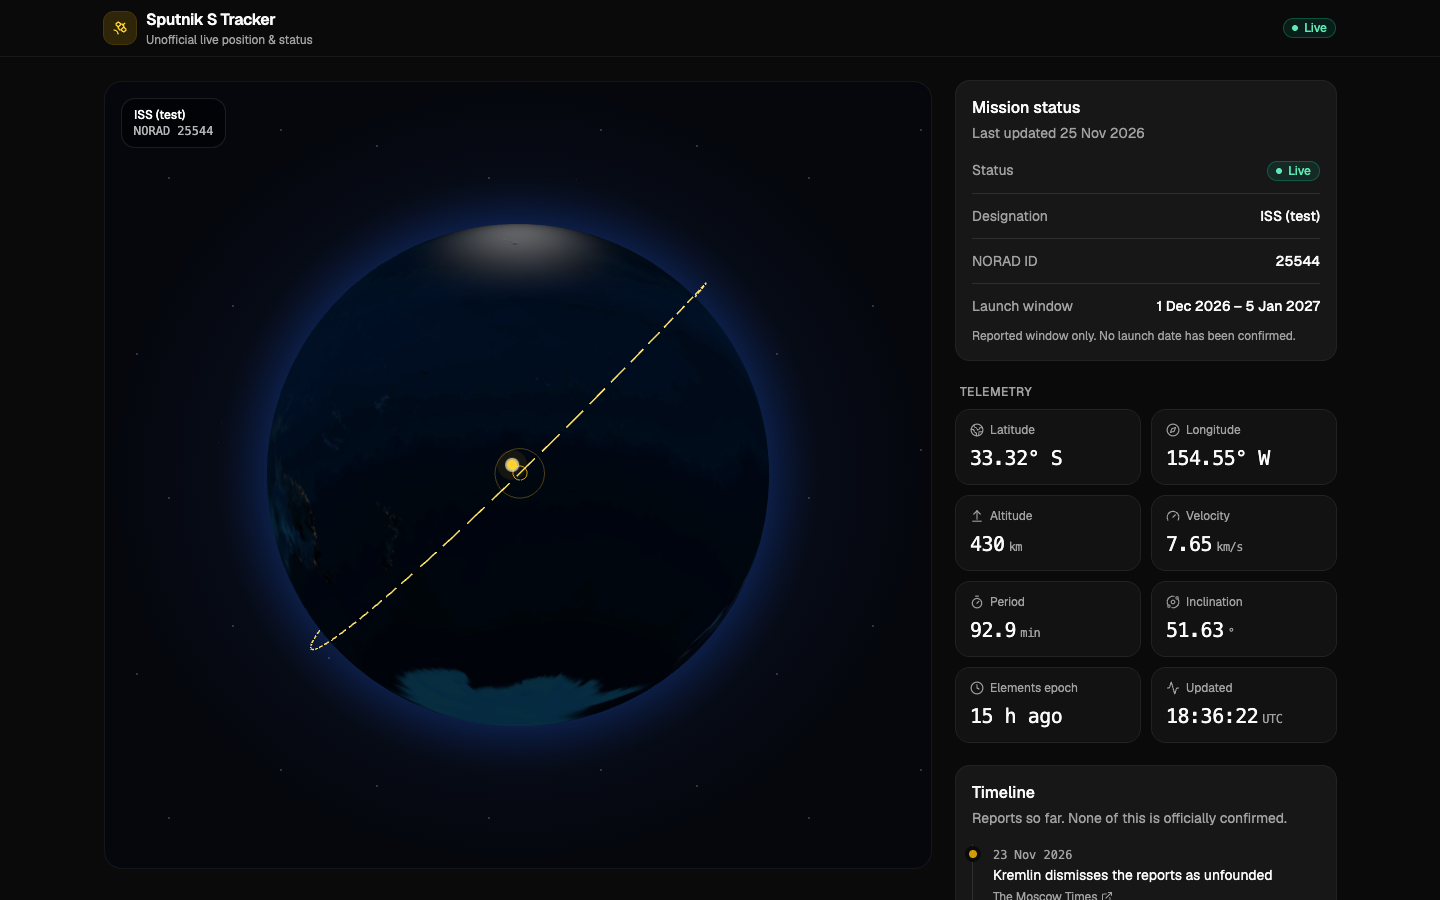 Sputnik S Tracker
Unofficial live position & status
Live
ISS (test)
NORAD 25544
Mission status
Last updated 25 Nov 2026
Status Live
Designation ISS (test)
NORAD ID 25544
Launch window 1 Dec 2026 – 5 Jan 2027
Reported window only. No launch date has been confirmed.
TELEMETRY
Latitude
33.32° S
Longitude
154.55° W
Altitude
430 km
Velocity
7.65 km/s
Period
92.9 min
Inclination
51.63 °
Elements epoch
15 h ago
Updated
18:36:22 UTC
Timeline
Reports so far. None of this is officially confirmed.
23 Nov 2026
Kremlin dismisses the reports as unfounded
The Moscow Times